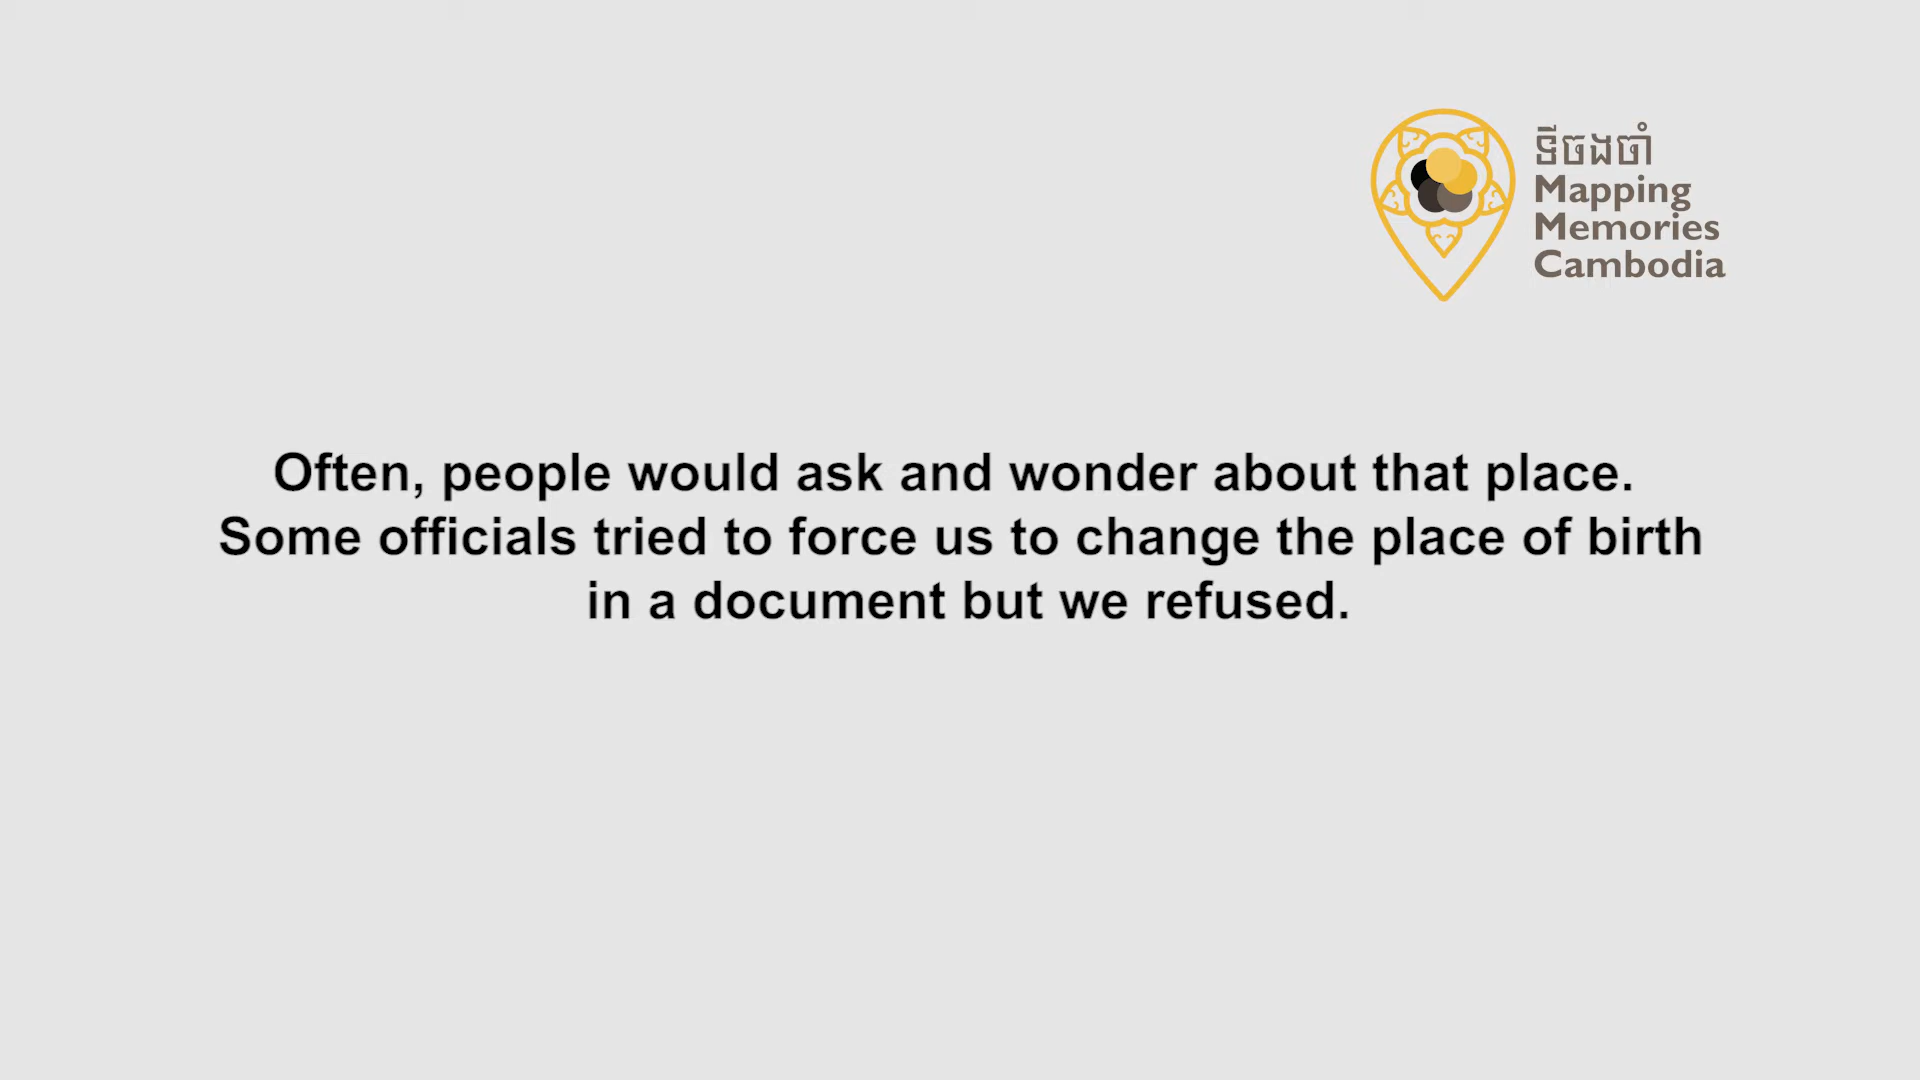 ទីចងចាំ
Mapping
Memories
Cambodia
Often, people would ask and wonder about that place.
Some officials tried to force us to change the place of birth
in a document but we refused.